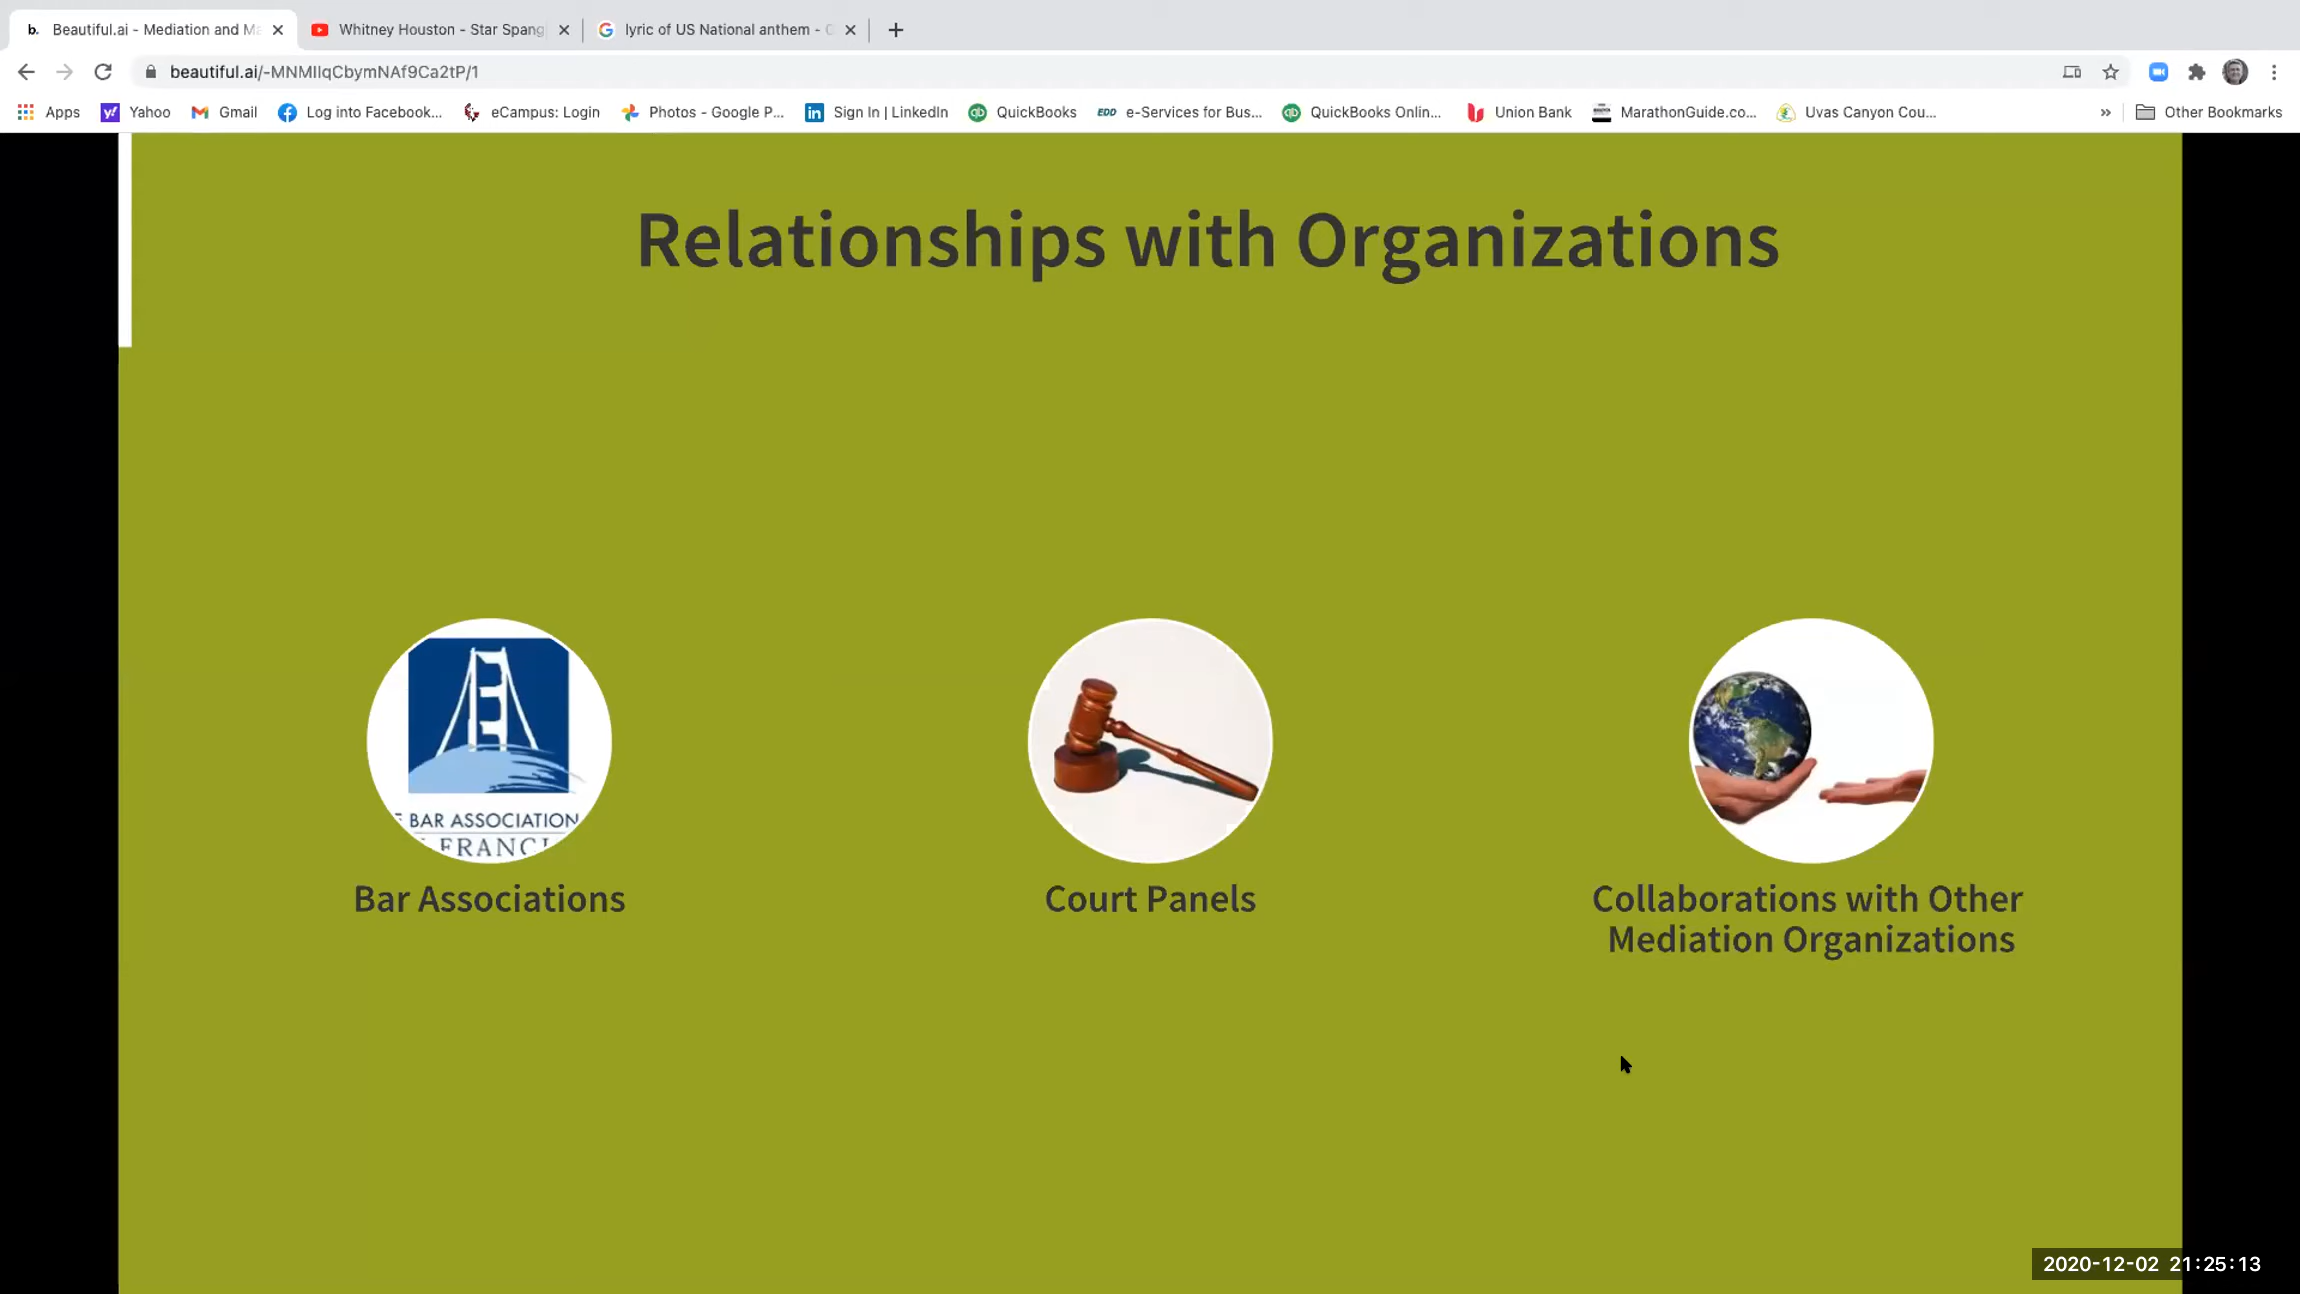 b. Beautiful.ai - Mediation and Ma
Whitney Houston - Star Spang
lyric of US National anthem -
beautiful.ai/-MNMIlqCbymNAf9Ca2tP/1
Apps Yahoo Gmail Log into Facebook... eCampus: Login Photos - Google P... Sign In | LinkedIn QuickBooks EDD e-Services for Bus... QuickBooks Onlin... Union Bank MarathonGuide.co... Uvas Canyon Cou... » Other Bookmarks
Relationships with Organizations
BAR ASSOCIATION
FRANCI
Bar Associations
Court Panels
Collaborations with Other
Mediation Organizations
2020-12-02 21:25:13